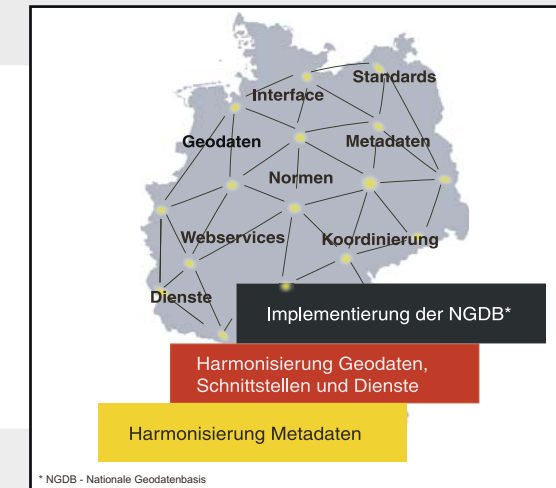 Standards
Interface
Geodaten
Metadaten
Normen
Webservices
Koordinierung
Dienste
Implementierung der NGDB*
Harmonisierung Geodaten,
Schnittstellen und Dienste
Harmonisierung Metadaten
* NGDB - Nationale Geodatenbasis